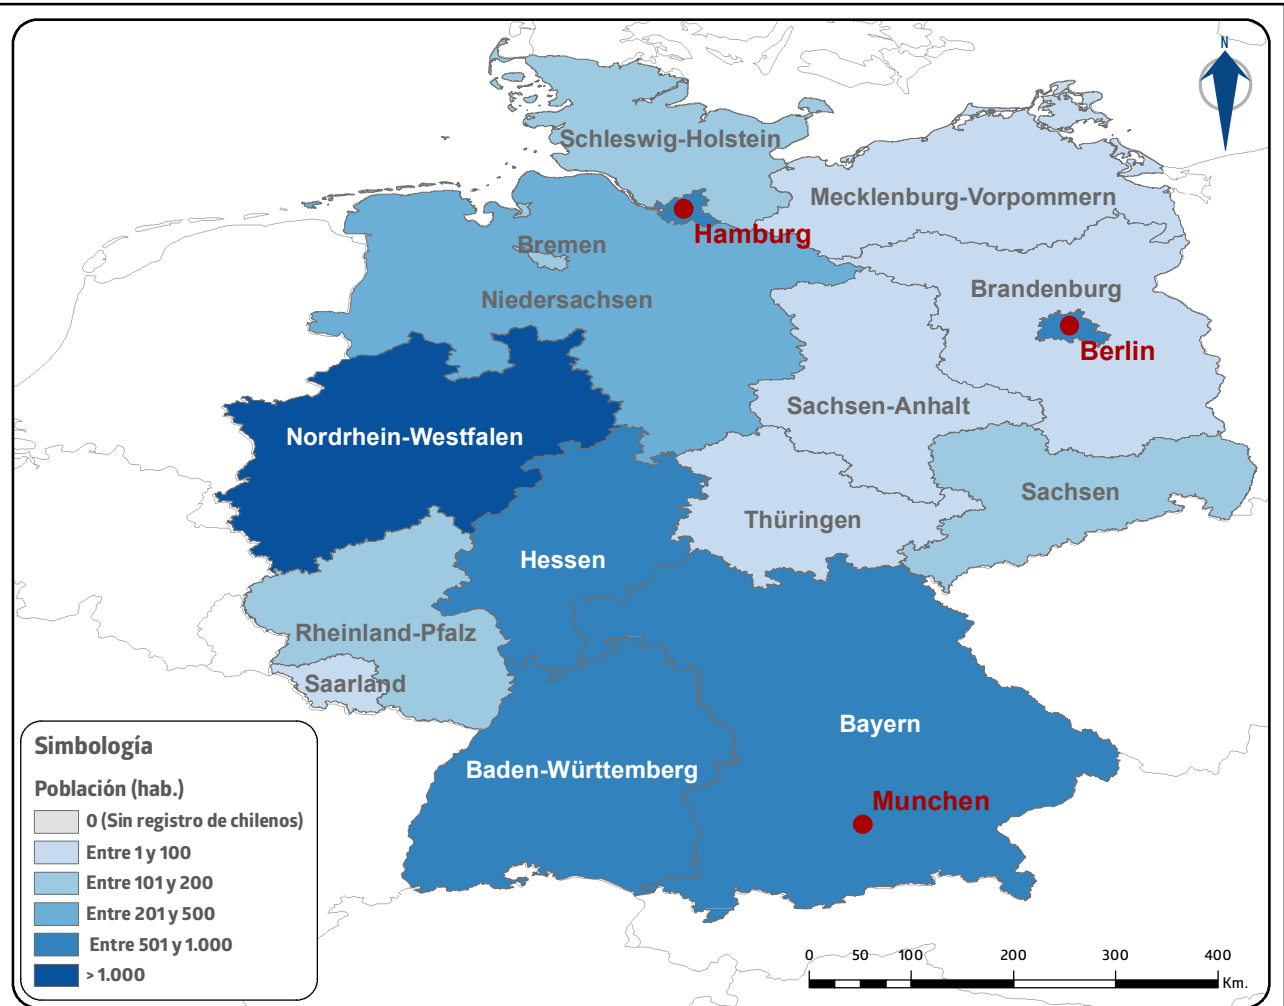 N
Schleswig-Holstein
Mecklenburg-Vorpommern
Hamburg
Bremen
Brandenburg
Niedersachsen
Berlin
Sachsen-Anhalt
Nordrhein-Westfalen
Sachsen
Thüringen
Hessen
Rheinland-Pfalz
Saarland
Bayern
Baden-Württemberg
Munchen
Simbología
Población (hab.)
0 (Sin registro de chilenos)
Entre 1 y 100
Entre 101 y 200
Entre 201 y 500
Entre 501 y 1.000
> 1.000
0 50 100 200 300 400
Km.